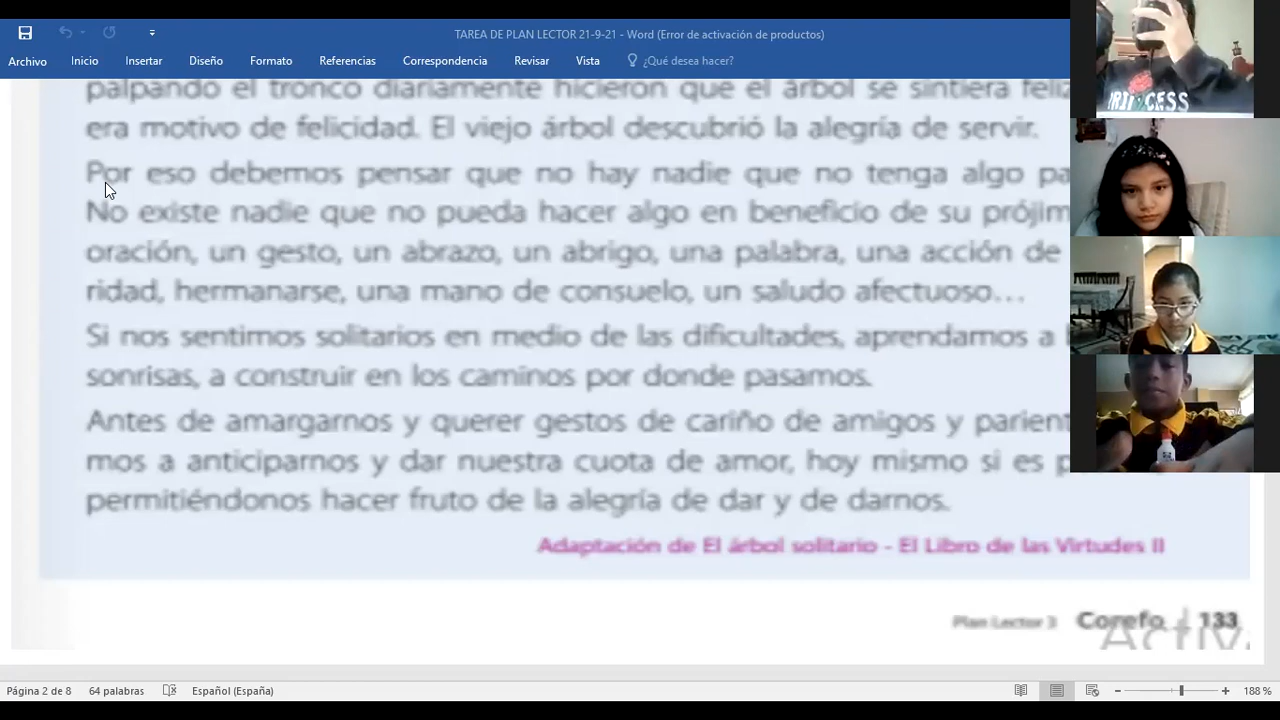 TAREA DE PLAN LECTOR 21-9-21 - Word (Error de activación de productos)
Archivo Inicio Insertar Diseño Formato Referencias Correspondencia Revisar Vista ¿Qué desea hacer?
palpando el tronco diariamente hicieron que el árbol se sintiera feliz
era motivo de felicidad. El viejo árbol descubrió la alegría de servir.
Por eso debemos pensar que no hay nadie que no tenga algo pa
No existe nadie que no pueda hacer algo en beneficio de su prójim
oración, un gesto, un abrazo, un abrigo, una palabra, una acción de
ridad, hermanarse, una mano de consuelo, un saludo afectuoso...
Si nos sentimos solitarios en medio de las dificultades, aprendamos a
sonrisas, a construir en los caminos por donde pasamos.
Antes de amargarnos y querer gestos de cariño de amigos y parient
mos a anticiparnos y dar nuestra cuota de amor, hoy mismo si es p
permitiéndonos hacer fruto de la alegría de dar y de darnos.
Adaptación de El árbol solitario - El Libro de las Virtudes II
Plan Lector 3 Corefo 133
Activa
Página 2 de 8 64 palabras Español (España) 188 %
PRINCESS